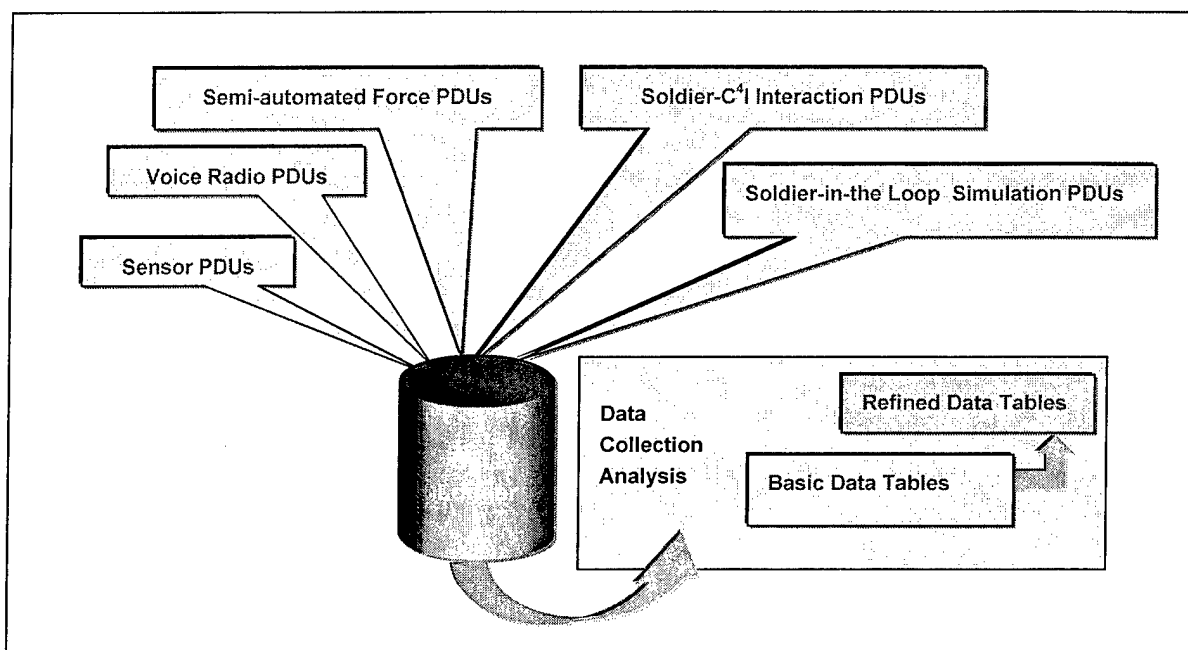 Semi-automated Force PDUs
Soldier-C⁴I Interaction PDUs
Voice Radio PDUs
Soldier-in-the Loop Simulation PDUs
Sensor PDUs
Data
Collection
Analysis
Refined Data Tables
Basic Data Tables